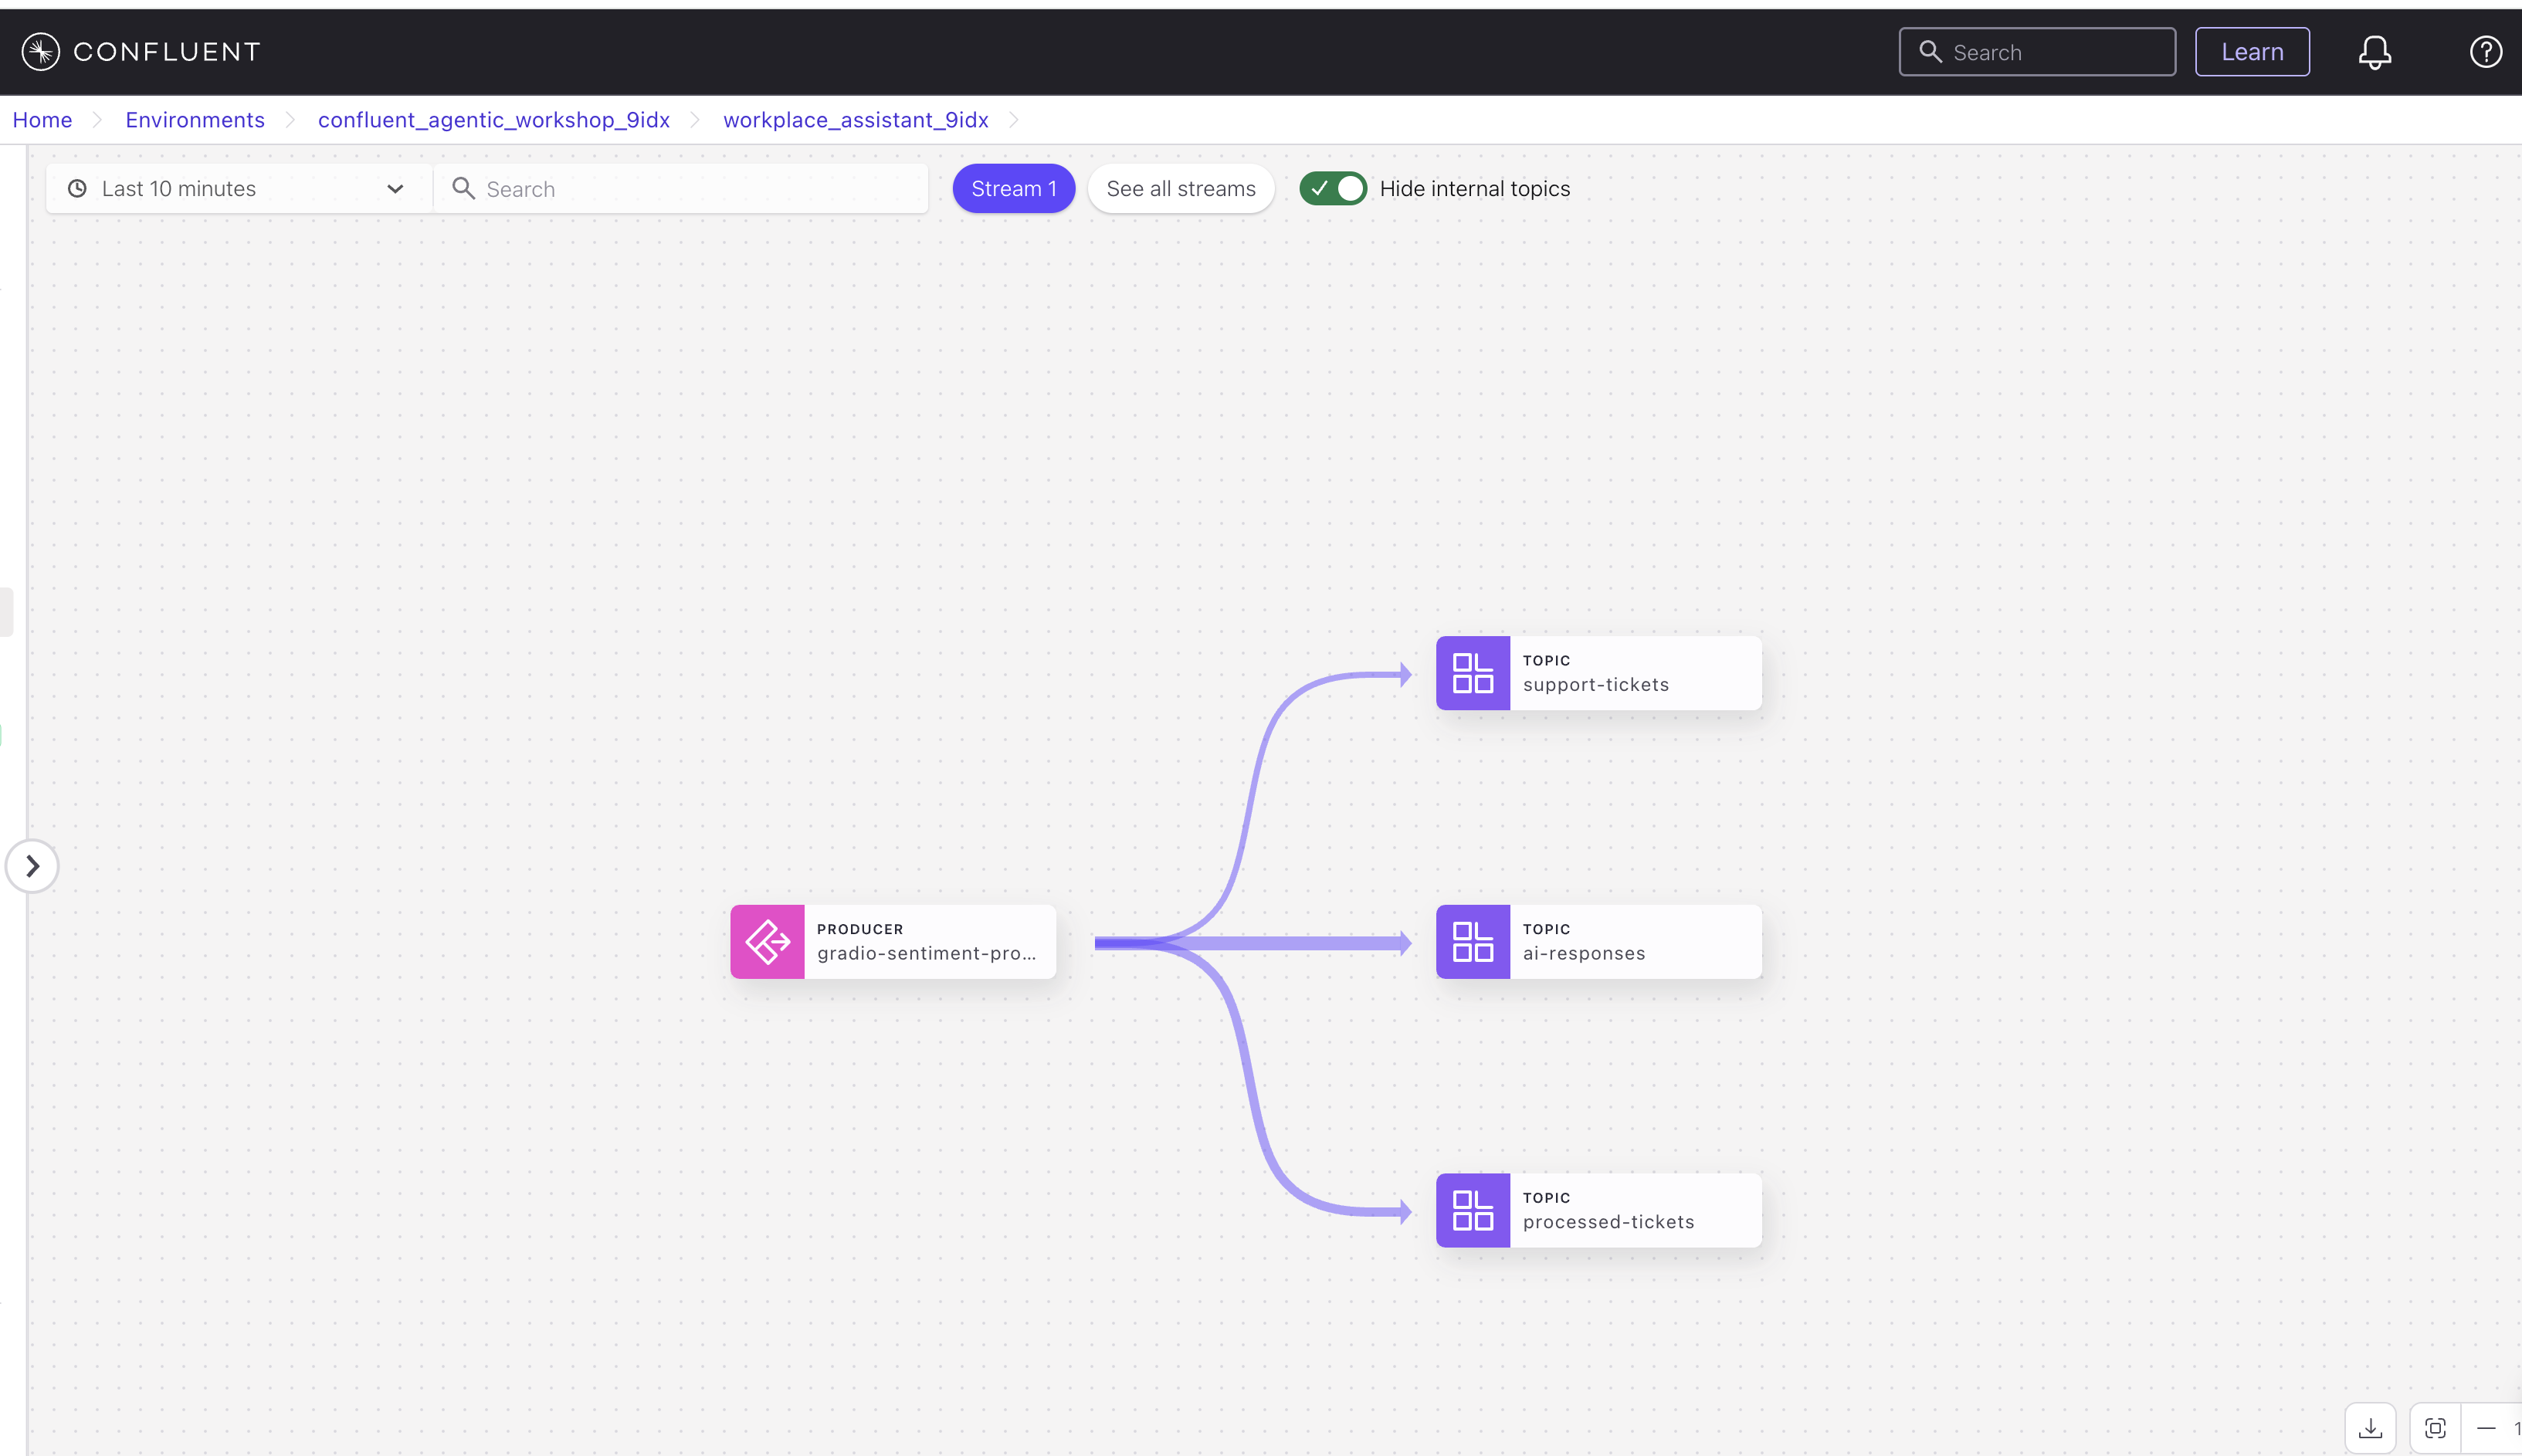 CONFLUENT
Search
Learn
Home
Environments
confluent_agentic_workshop_9idx
workplace_assistant_9idx
Last 10 minutes
Search
Stream 1
See all streams
Hide internal topics
TOPIC
support-tickets
PRODUCER
gradio-sentiment-pro...
TOPIC
ai-responses
TOPIC
processed-tickets